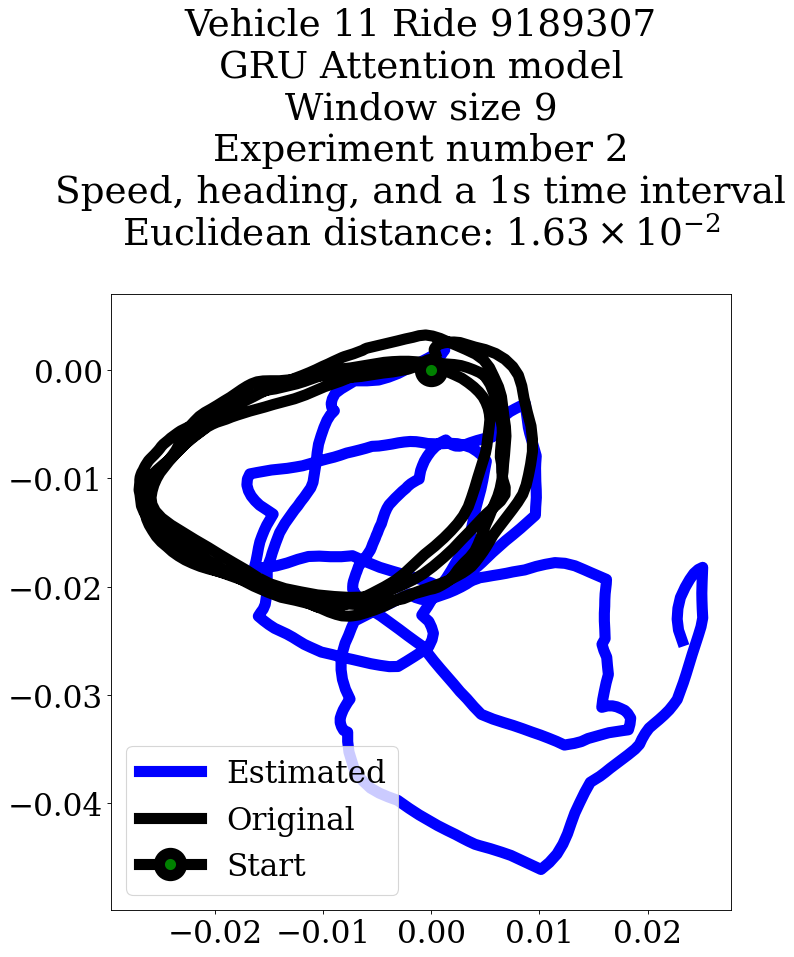 Vehicle 11 Ride 9189307
GRU Attention model
Window size 9
Experiment number 2
Speed, heading, and a 1s time interval
Euclidean distance: 1.63 × 10⁻²
0.00
−0.01
−0.02
−0.03
−0.04
Estimated
Original
Start
−0.02 −0.01 0.00 0.01 0.02